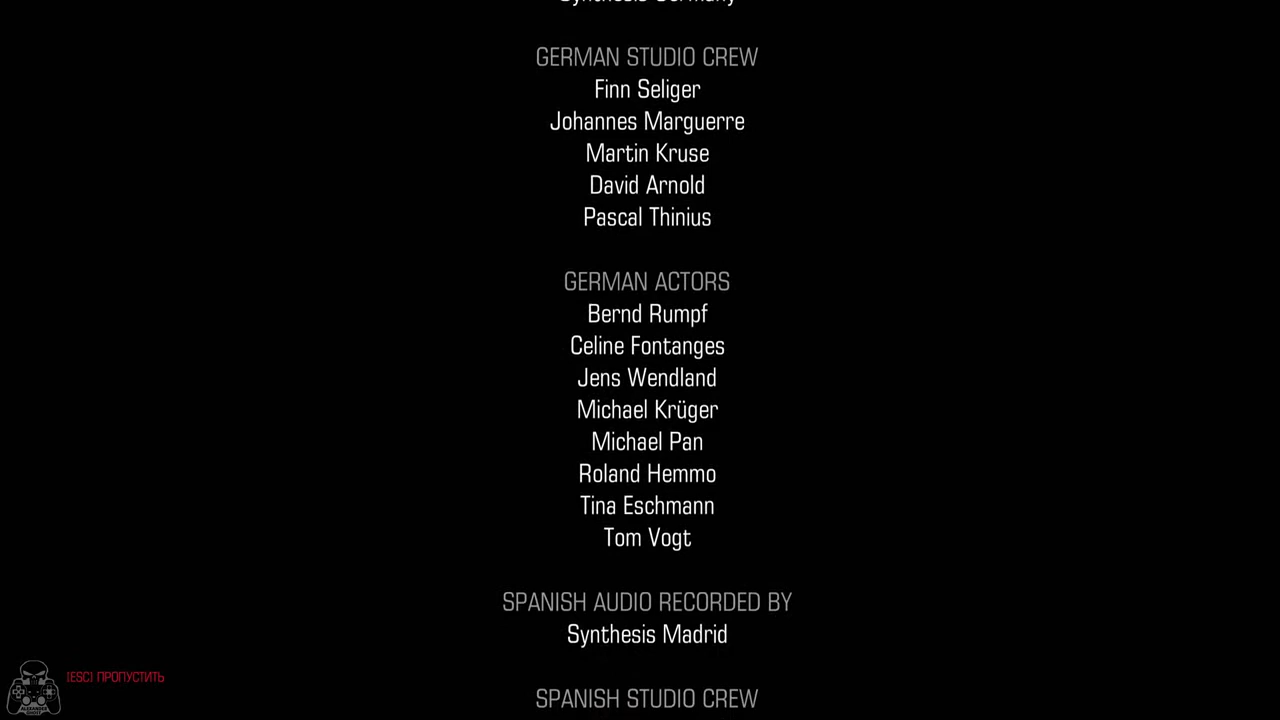 Synthesis Germany
GERMAN STUDIO CREW
Finn Seliger
Johannes Marguerre
Martin Kruse
David Arnold
Pascal Thinius
GERMAN ACTORS
Bernd Rumpf
Celine Fontanges
Jens Wendland
Michael Krüger
Michael Pan
Roland Hemmo
Tina Eschmann
Tom Vogt
SPANISH AUDIO RECORDED BY
Synthesis Madrid
[ESC] ПРОПУСТИТЬ
SPANISH STUDIO CREW